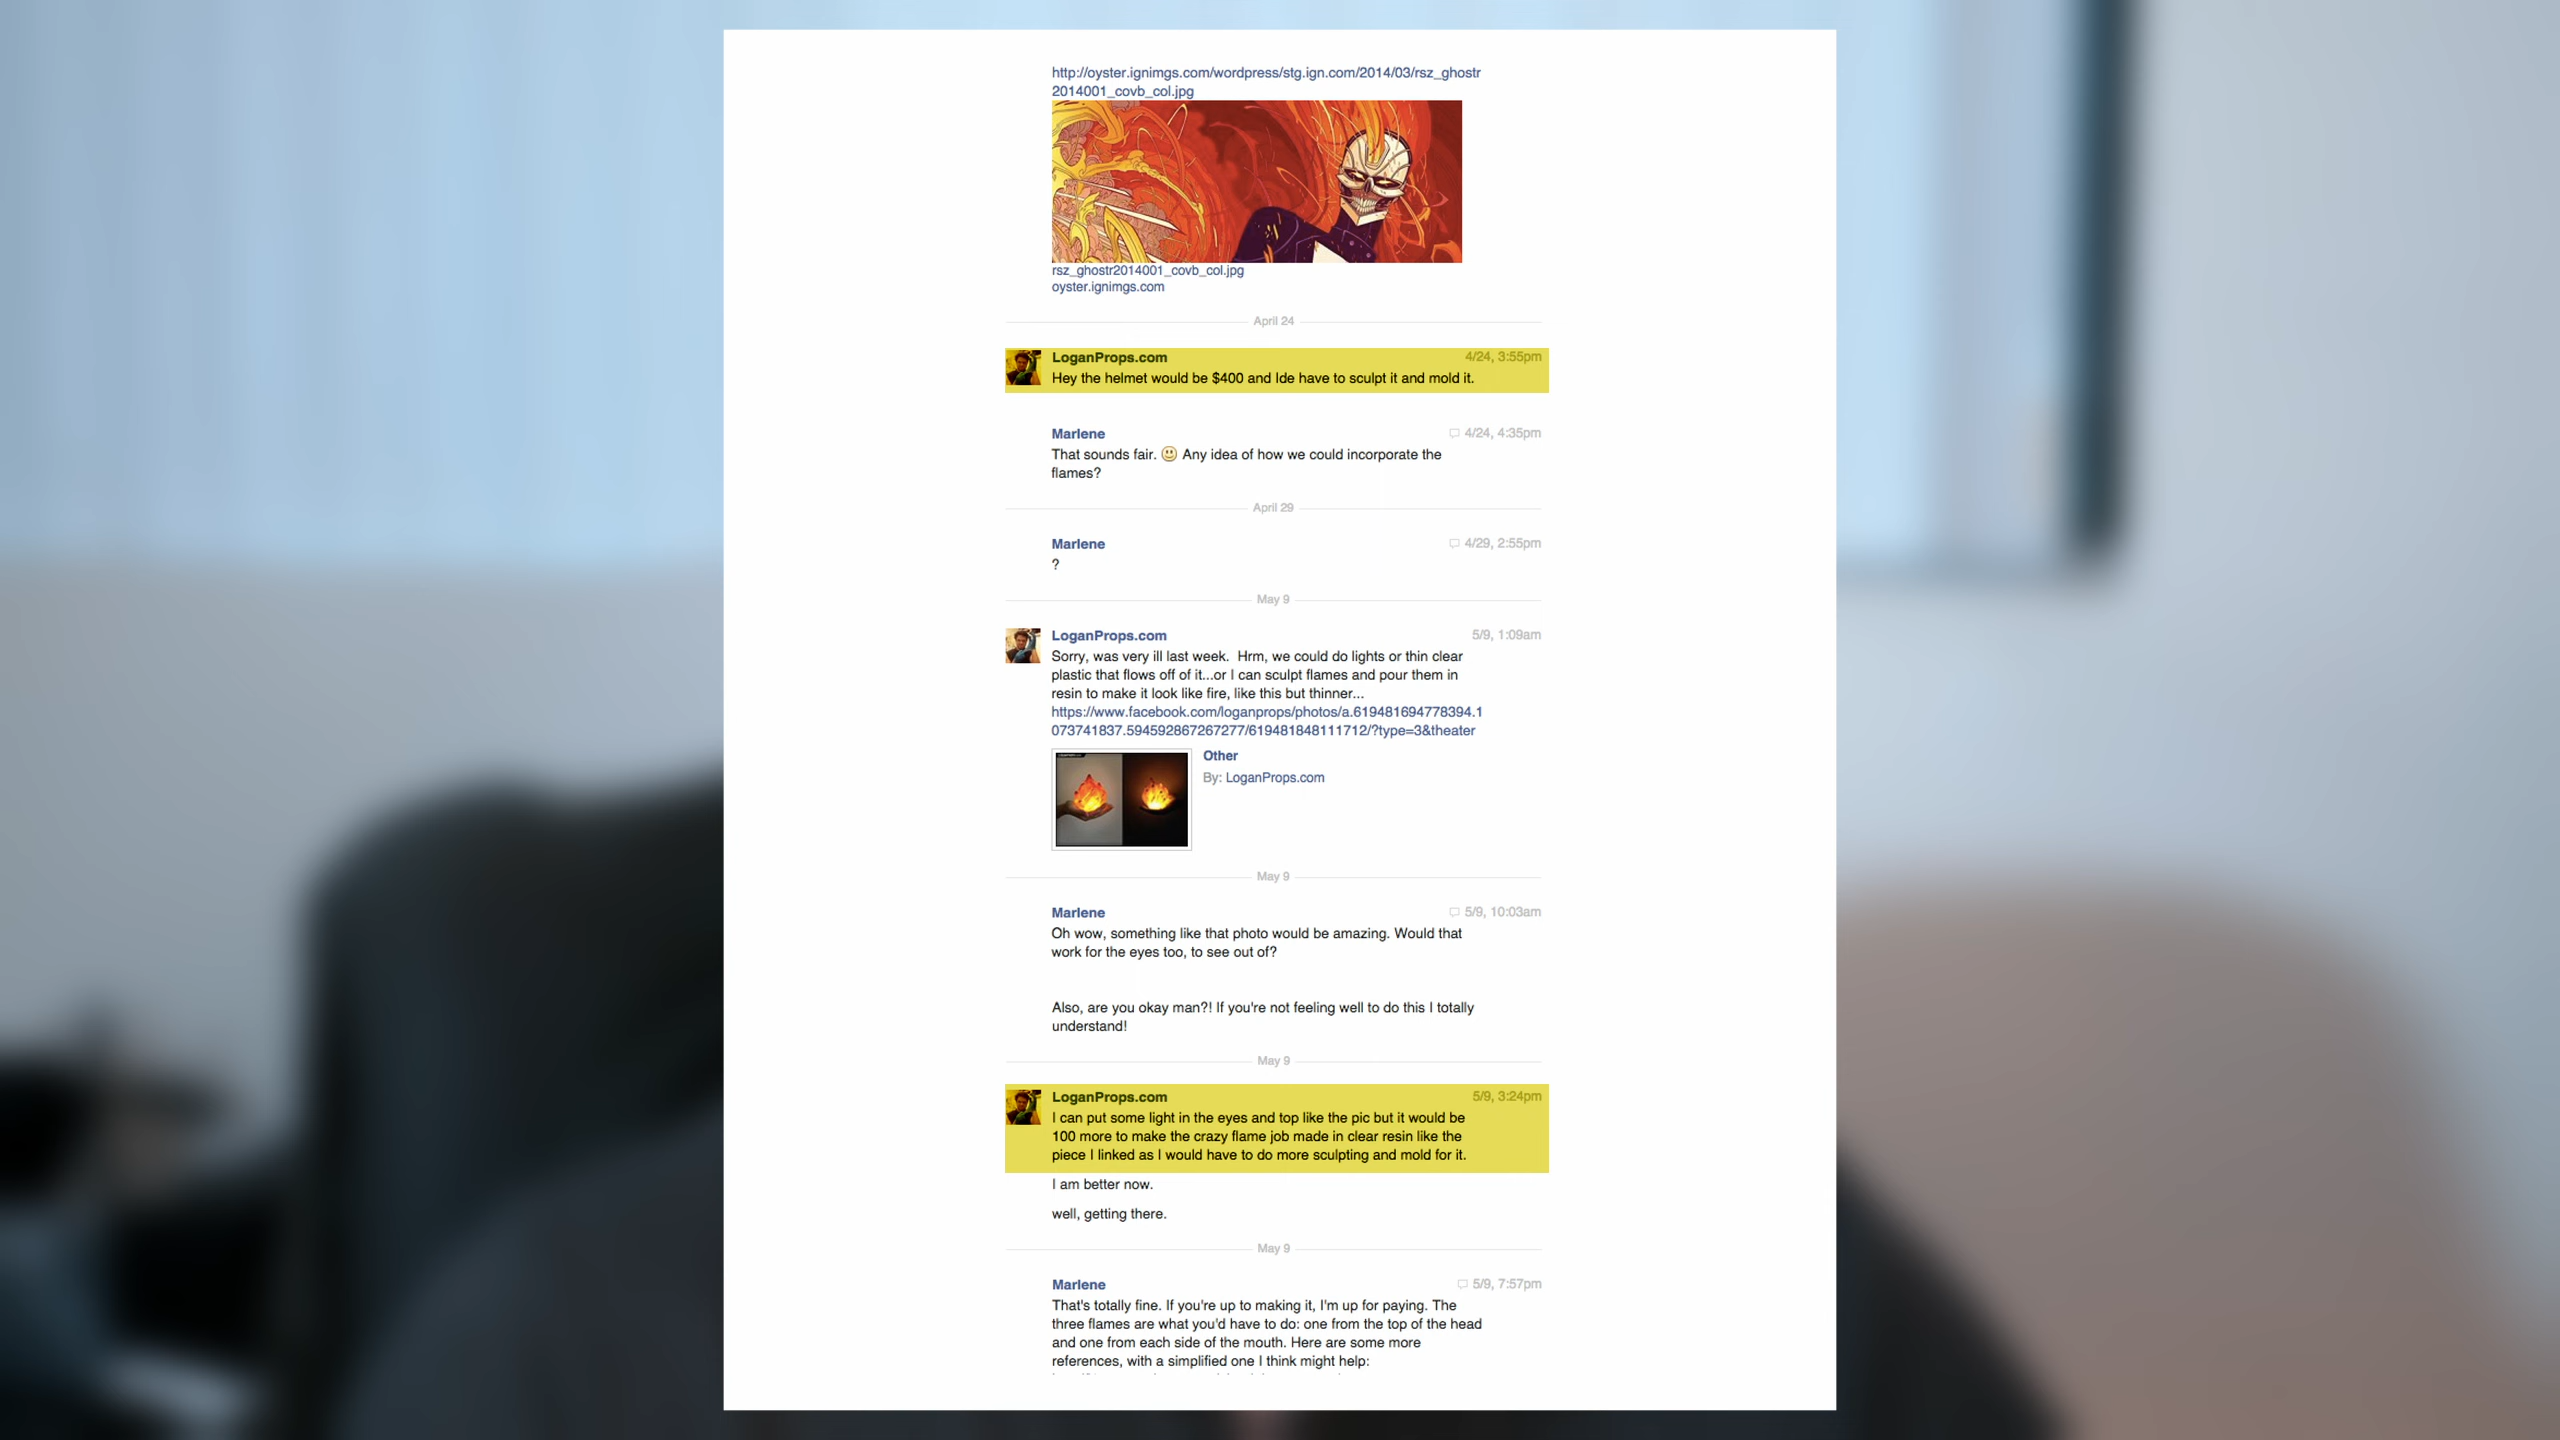 http://oyster.ignimgs.com/wordpress/stg.ign.com/2014/03/rsz_ghostr
2014001_covb_col.jpg
rsz_ghostr2014001_covb_col.jpg
oyster.ignimgs.com
April 24
LoganProps.com 4/24, 3:55pm
Hey the helmet would be $400 and Ide have to sculpt it and mold it.
Marlene 4/24, 4:35pm
That sounds fair. 🙂 Any idea of how we could incorporate the
flames?
April 29
Marlene 4/29, 2:55pm
?
May 9
LoganProps.com 5/9, 1:09am
Sorry, was very ill last week.  Hrm, we could do lights or thin clear
plastic that flows off of it...or I can sculpt flames and pour them in
resin to make it look like fire, like this but thinner...
https://www.facebook.com/loganprops/photos/a.619481694778394.1
073741837.594592867267277/619481848111712/?type=3&theater
Other
By: LoganProps.com
May 9
Marlene 5/9, 10:03am
Oh wow, something like that photo would be amazing. Would that
work for the eyes too, to see out of?
Also, are you okay man?! If you're not feeling well to do this I totally
understand!
May 9
LoganProps.com 5/9, 3:24pm
I can put some light in the eyes and top like the pic but it would be
100 more to make the crazy flame job made in clear resin like the
piece I linked as I would have to do more sculpting and mold for it.
I am better now.
well, getting there.
May 9
Marlene 5/9, 7:57pm
That's totally fine. If you're up to making it, I'm up for paying. The
three flames are what you'd have to do: one from the top of the head
and one from each side of the mouth. Here are some more
references, with a simplified one I think might help: